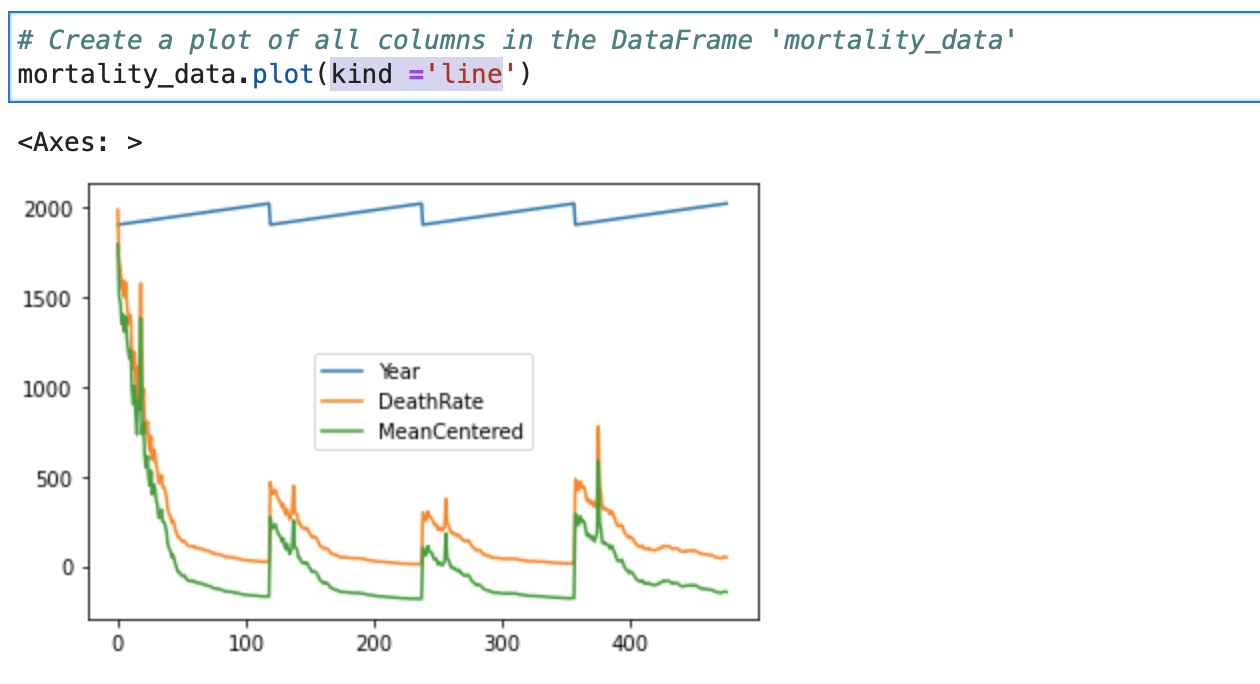 # Create a plot of all columns in the DataFrame 'mortality_data'
mortality_data.plot(kind ='line')
<Axes: >
2000
1500
1000
500
0
Year
DeathRate
MeanCentered
0 100 200 300 400